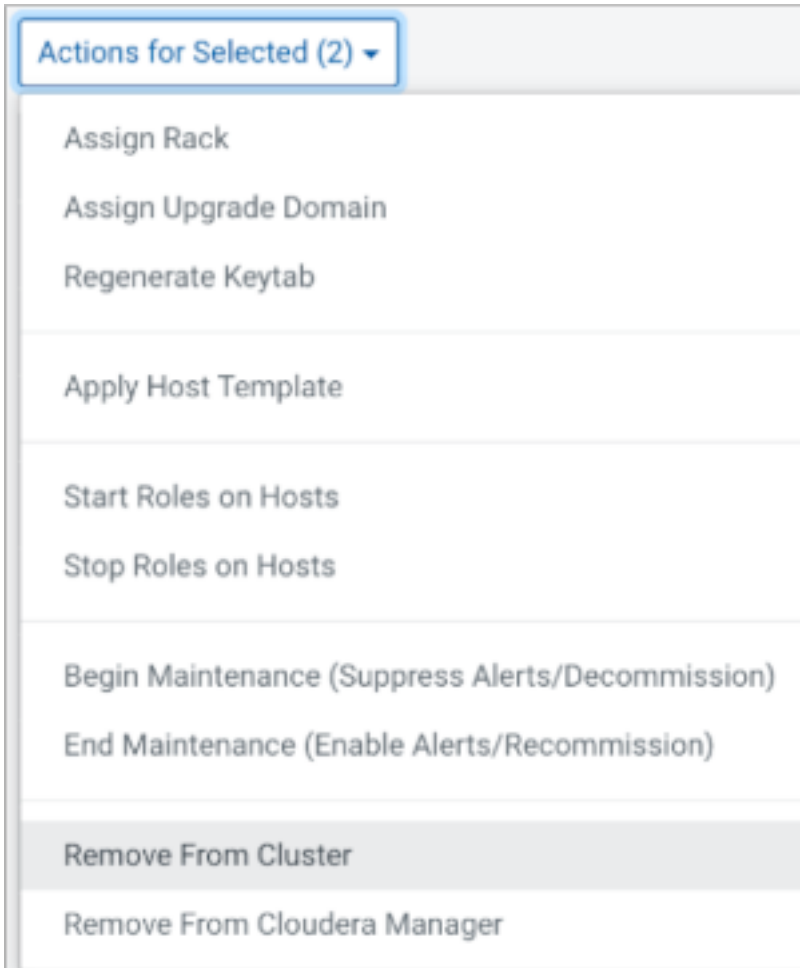 Actions for Selected (2)
Assign Rack
Assign Upgrade Domain
Regenerate Keytab
Apply Host Template
Start Roles on Hosts
Stop Roles on Hosts
Begin Maintenance (Suppress Alerts/Decommission)
End Maintenance (Enable Alerts/Recommission)
Remove From Cluster
Remove From Cloudera Manager